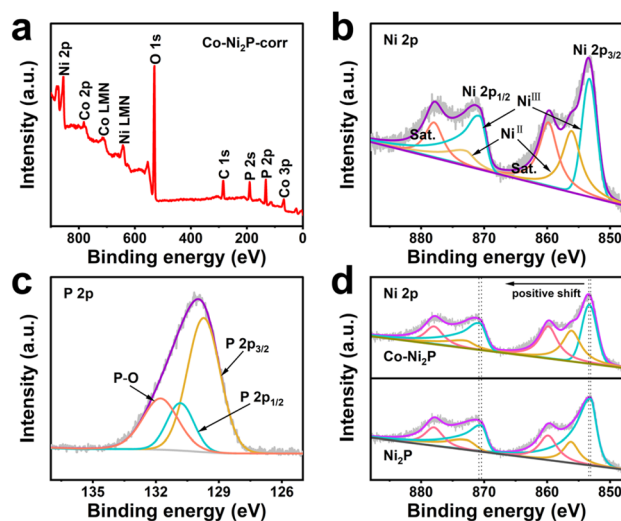 a
Co-Ni₂P-corr
Ni 2p
Co 2p
Co LMN
Ni LMN
O 1s
C 1s
P 2s
P 2p
Co 3p
Intensity (a.u.)
800 600 400 200 0
Binding energy (eV)
b
Ni 2p
Ni 2p3/2
Ni 2p1/2
Niᴵᴵᴵ
Niᴵᴵ
Sat.
Sat.
Intensity (a.u.)
880 870 860 850
Binding energy (eV)
c
P 2p
P 2p3/2
P-O
P 2p1/2
Intensity (a.u.)
135 132 129 126
Binding energy (eV)
d
Ni 2p
positive shift
Co-Ni₂P
Ni₂P
Intensity (a.u.)
880 870 860 850
Binding energy (eV)